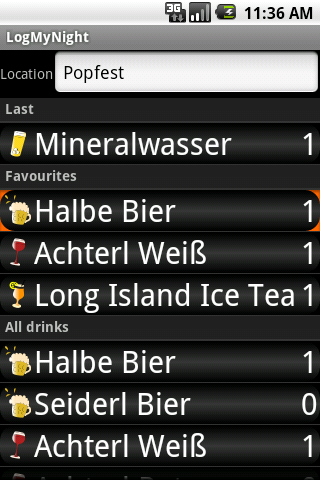 3G 11:36 AM
LogMyNight
Location Popfest
Last
Mineralwasser 1
Favourites
Halbe Bier 1
Achterl Weiß 1
Long Island Ice Tea 1
All drinks
Halbe Bier 1
Seiderl Bier 0
Achterl Weiß 1